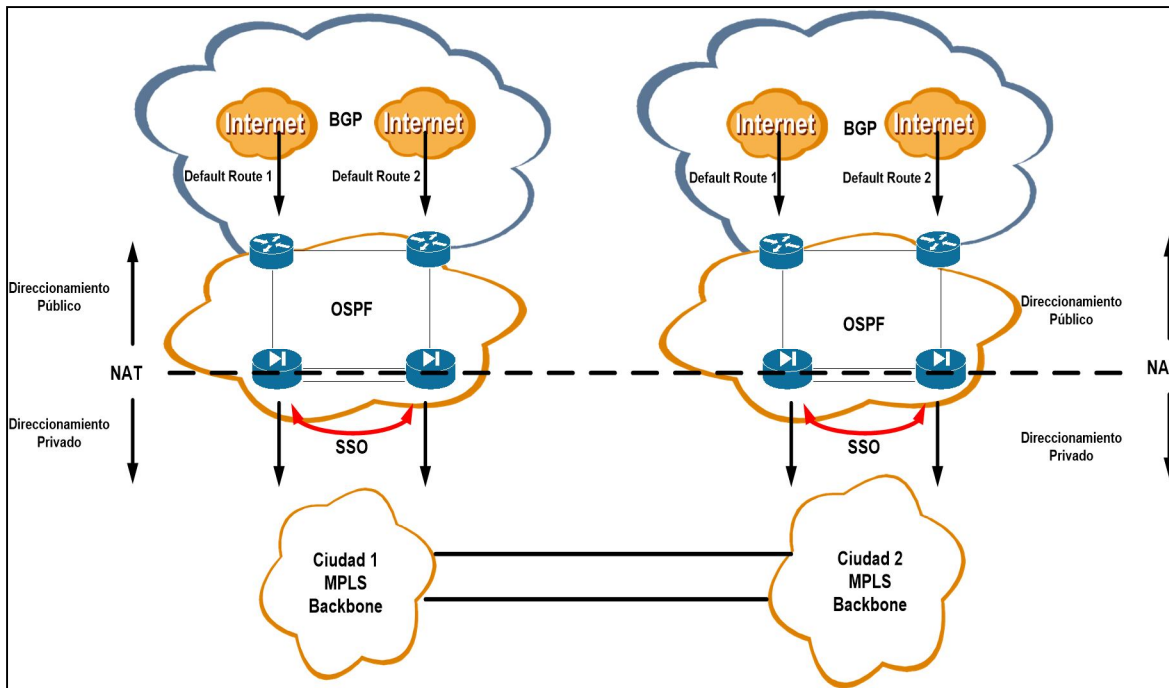 Internet
BGP
Internet
Internet
BGP
Internet
Default Route 1
Default Route 2
Default Route 1
Default Route 2
Direccionamiento
Público
OSPF
OSPF
Direccionamiento
Público
NAT
NA
Direccionamiento
Privado
SSO
SSO
Direccionamiento
Privado
Ciudad 1
MPLS
Backbone
Ciudad 2
MPLS
Backbone